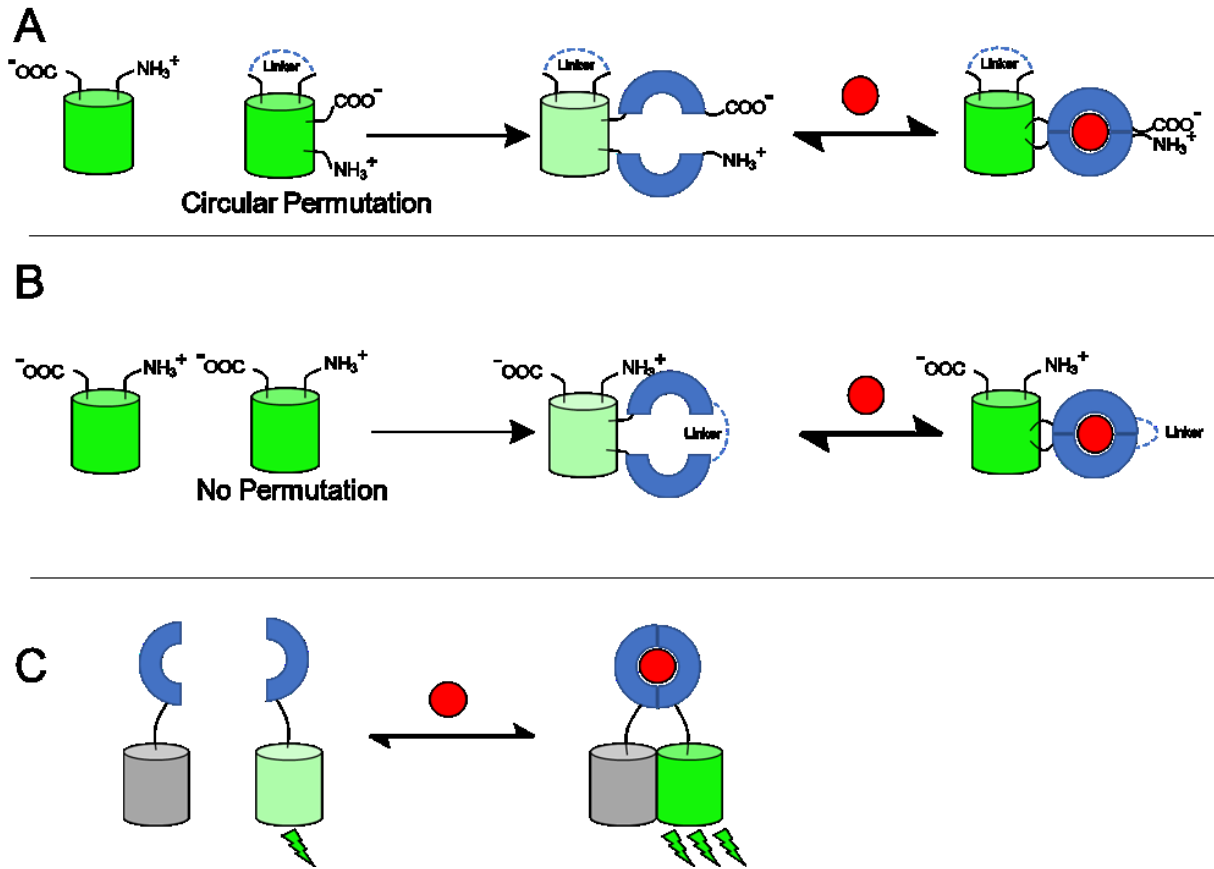 A
⁻OOC NH₃⁺ Linker COO⁻ NH₃⁺ Linker COO⁻ NH₃⁺ Linker COO⁻ NH₃⁺
Circular Permutation
B
⁻OOC NH₃⁺ ⁻OOC NH₃⁺ ⁻OOC NH₃⁺ Linker ⁻OOC NH₃⁺ Linker
No Permutation
C